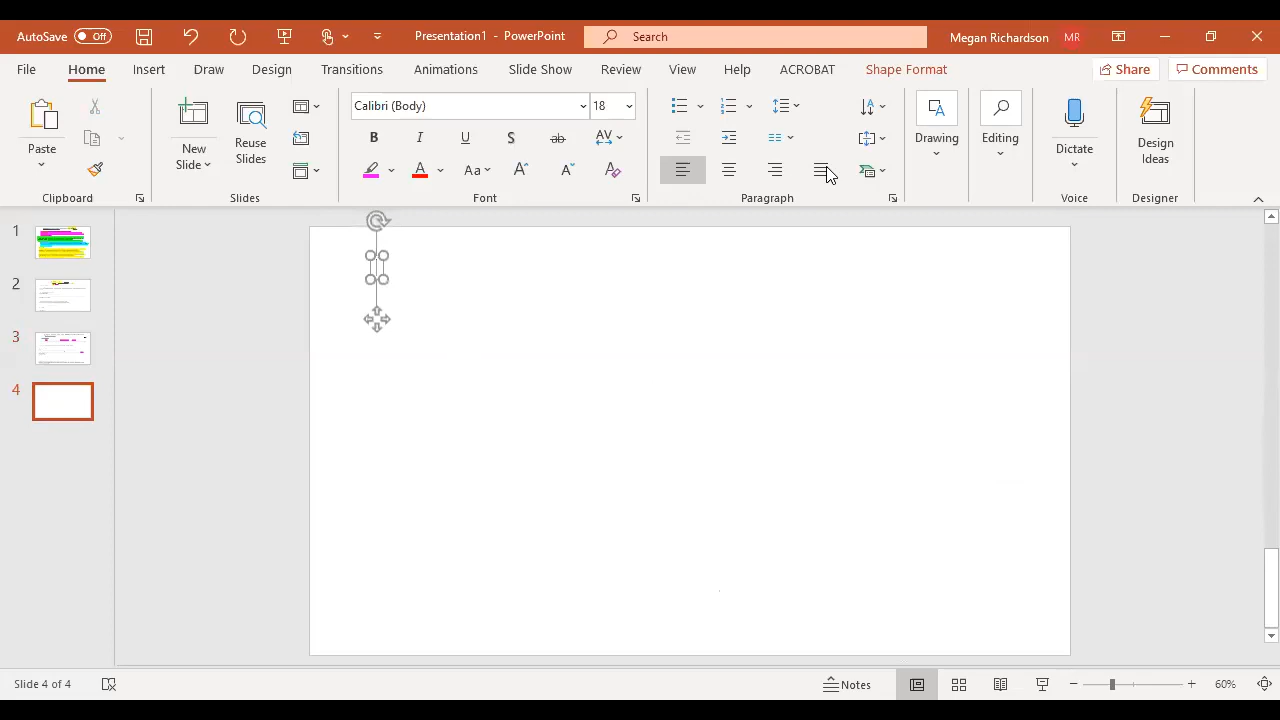 AutoSave Off Presentation1 - PowerPoint Search Megan Richardson MR
File Home Insert Draw Design Transitions Animations Slide Show Review View Help ACROBAT Shape Format Share Comments
Calibri (Body) 18
Paste New Slide Reuse Slides B I U S ab AV Aa A A A A Drawing Editing Dictate Design Ideas
Clipboard Slides Font Paragraph Voice Designer
1
2
3
4
Slide 4 of 4 Notes 60%